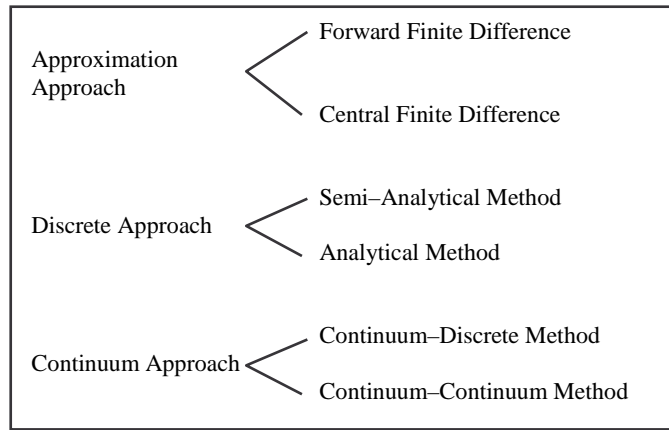 Forward Finite Difference
Approximation
Approach
Central Finite Difference
Semi–Analytical Method
Discrete Approach
Analytical Method
Continuum–Discrete Method
Continuum Approach
Continuum–Continuum Method